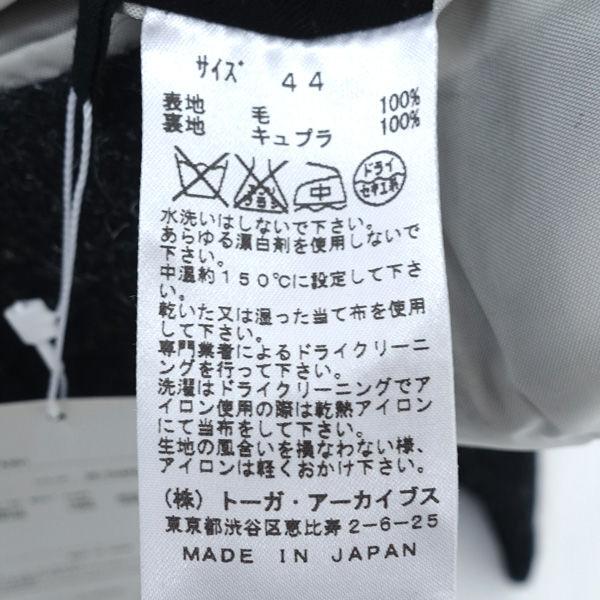 サイズ 44
表地 毛 100%
裏地 キュプラ 100%
中 ドライ
セキユ系
水洗いはしないで下さい。
あらゆる漂白剤を使用しないで
下さい。
中温約150℃に設定して下さ
い。
乾いた又は湿った当て布を使用
して下さい。
専門業者によるドライクリーニ
ングを行って下さい。
洗濯はドライクリーニングでア
イロン使用の際は乾熱アイロン
にて当布をして下さい。
生地の風合いを損なわない様、
アイロンは軽くおかけ下さい。
(株) トーガ・アーカイブス
東京都渋谷区恵比寿2-6-25
MADE IN JAPAN